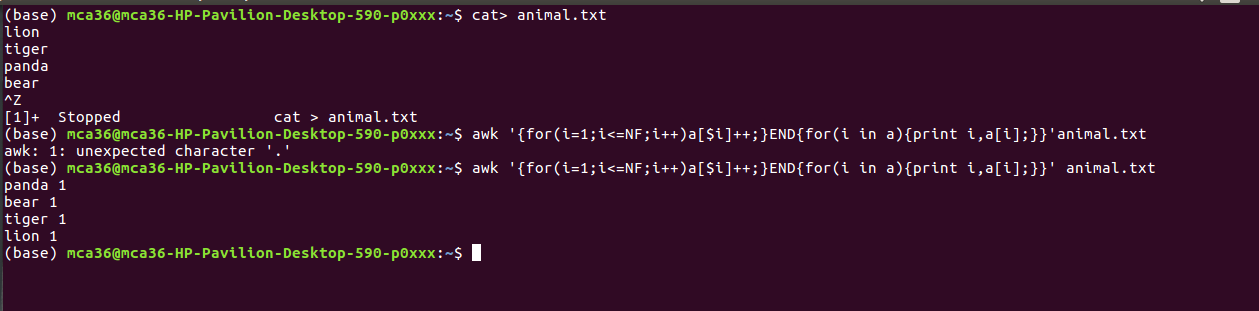 (base) mca36@mca36-HP-Pavilion-Desktop-590-p0xxx:~$ cat> animal.txt
lion
tiger
panda
bear
^Z
[1]+  Stopped                 cat > animal.txt
(base) mca36@mca36-HP-Pavilion-Desktop-590-p0xxx:~$ awk '{for(i=1;i<=NF;i++)a[$i]++;}END{for(i in a){print i,a[i];}}'animal.txt
awk: 1: unexpected character '.'
(base) mca36@mca36-HP-Pavilion-Desktop-590-p0xxx:~$ awk '{for(i=1;i<=NF;i++)a[$i]++;}END{for(i in a){print i,a[i];}}' animal.txt
panda 1
bear 1
tiger 1
lion 1
(base) mca36@mca36-HP-Pavilion-Desktop-590-p0xxx:~$